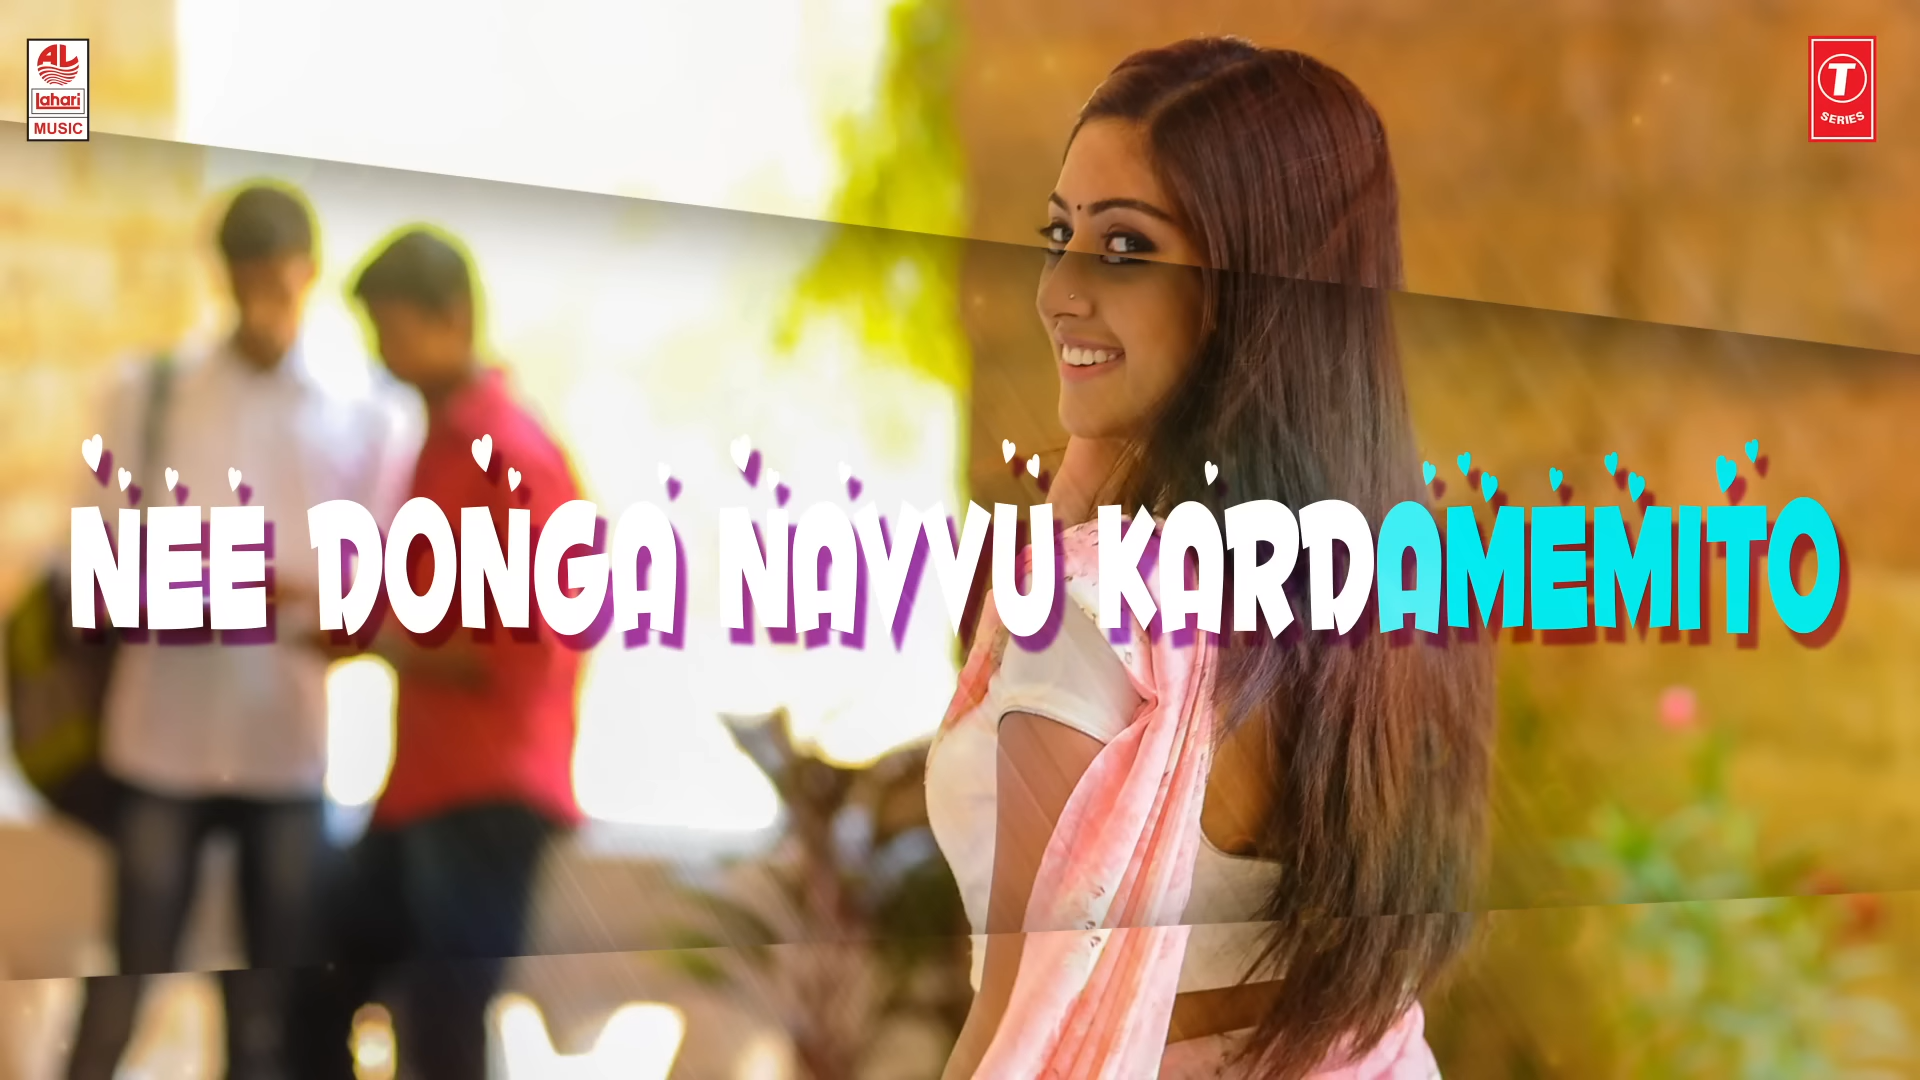 AL
lahari
MUSIC
T
SERIES
NEE DONGA NAVVU KARDAMEMITO